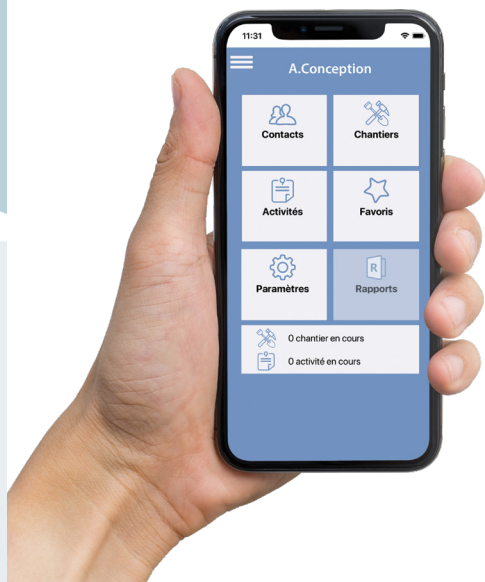 11:31
A.Conception
Contacts
Chantiers
Activités
Favoris
Paramètres
R
Rapports
0 chantier en cours
0 activité en cours